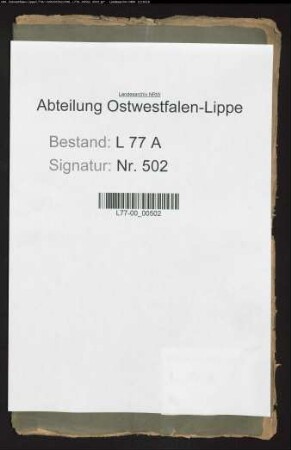 Landesarchiv NRW
Abteilung Ostwestfalen-Lippe
Bestand: L 77 A
Signatur: Nr. 502
L77-00_00502